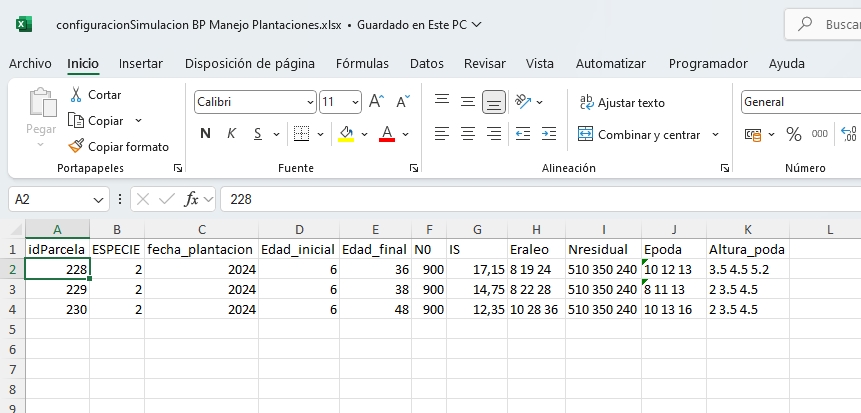 configuracionSimulacion BP Manejo Plantaciones.xlsx • Guardado en Este PC
Buscar
Archivo Inicio Insertar Disposición de página Fórmulas Datos Revisar Vista Automatizar Programador Ayuda
Pegar
Cortar
Copiar
Copiar formato
Portapapeles
Calibri 11 A A
N K S A
Fuente
ab Ajustar texto
Combinar y centrar
Alineación
General
% 000
Número
A2 fx 228
A B C D E F G H I J K L
1 idParcela ESPECIE fecha_plantacion Edad_inicial Edad_final N0 IS Eraleo Nresidual Epoda Altura_poda
2 228 2 2024 6 36 900 17,15 8 19 24 510 350 240 10 12 13 3.5 4.5 5.2
3 229 2 2024 6 38 900 14,75 8 22 28 510 350 240 8 11 13 2 3.5 4.5
4 230 2 2024 6 48 900 12,35 10 28 36 510 350 240 10 13 16 2 3.5 4.5
5
6
7
8
9